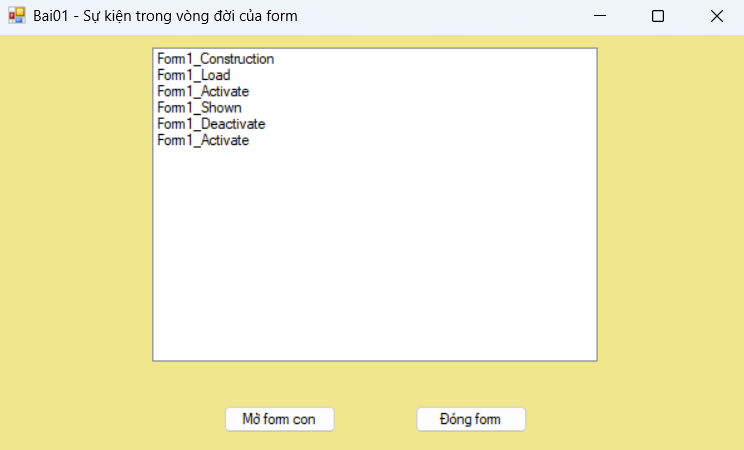 Bai01 - Sự kiện trong vòng đời của form
Form1_Construction
Form1_Load
Form1_Activate
Form1_Shown
Form1_Deactivate
Form1_Activate
Mở form con
Đóng form